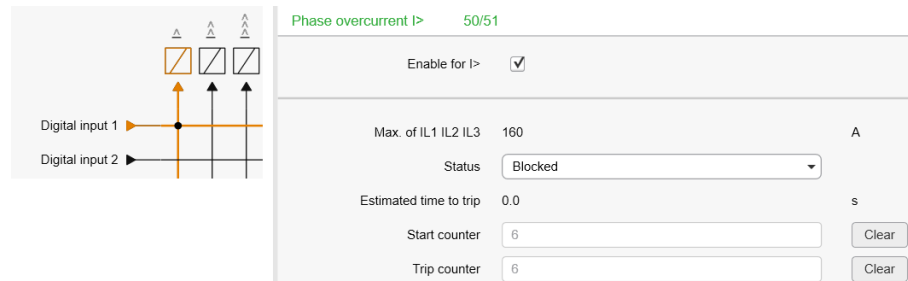 I> I>> I>>>
Digital input 1
Digital input 2
Phase overcurrent I> 50/51
Enable for I>
Max. of IL1 IL2 IL3 160 A
Status Blocked
Estimated time to trip 0.0 s
Start counter 6 Clear
Trip counter 6 Clear